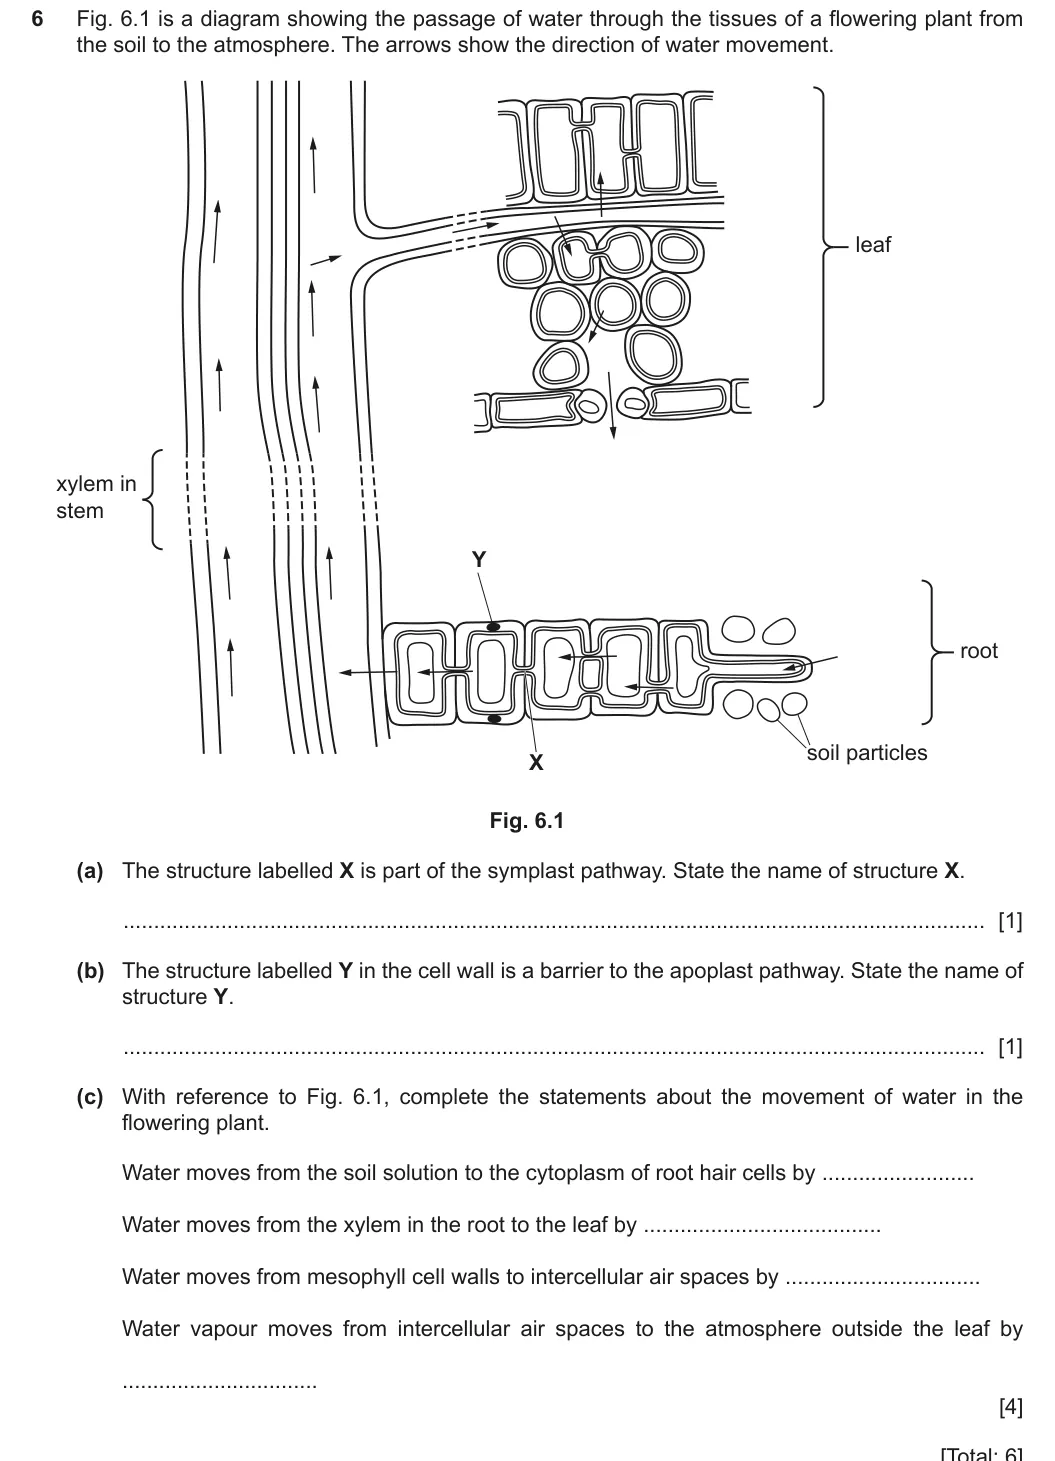 6 Fig. 6.1 is a diagram showing the passage of water through the tissues of a flowering plant from
the soil to the atmosphere. The arrows show the direction of water movement.
leaf
xylem in
stem
Y
root
soil particles
X
Fig. 6.1
(a) The structure labelled X is part of the symplast pathway. State the name of structure X.
............................................................................................................................................. [1]
(b) The structure labelled Y in the cell wall is a barrier to the apoplast pathway. State the name of
structure Y.
............................................................................................................................................. [1]
(c) With reference to Fig. 6.1, complete the statements about the movement of water in the
flowering plant.
Water moves from the soil solution to the cytoplasm of root hair cells by .........................
Water moves from the xylem in the root to the leaf by .......................................
Water moves from mesophyll cell walls to intercellular air spaces by ................................
Water vapour moves from intercellular air spaces to the atmosphere outside the leaf by
................................
[4]
[Total: 6]